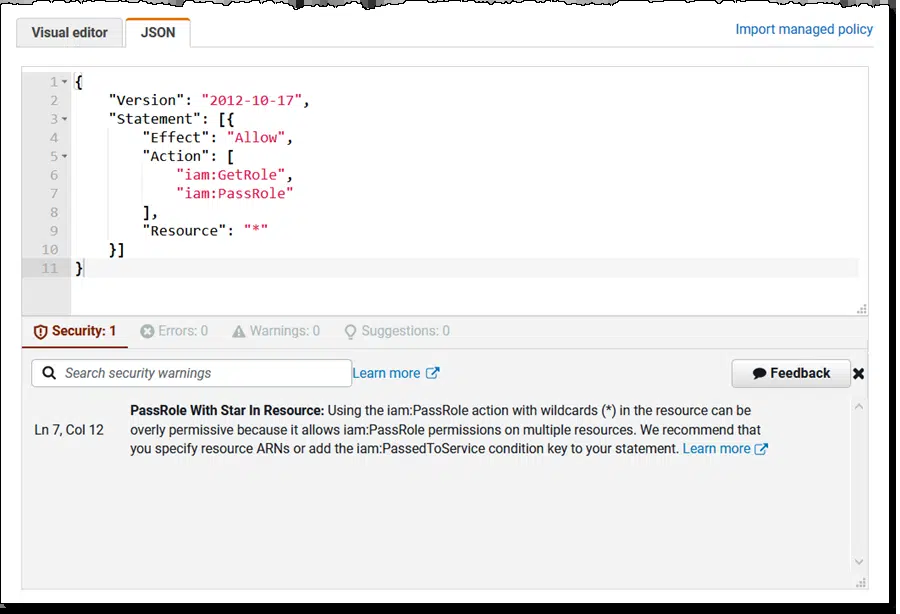 Visual editor
JSON
Import managed policy
1 {
2 "Version": "2012-10-17",
3 "Statement": [{
4 "Effect": "Allow",
5 "Action": [
6 "iam:GetRole",
7 "iam:PassRole"
8 ],
9 "Resource": "*"
10 }]
11 }
Security: 1 Errors: 0 Warnings: 0 Suggestions: 0
Search security warnings Learn more Feedback
Ln 7, Col 12
PassRole With Star In Resource: Using the iam:PassRole action with wildcards (*) in the resource can be
overly permissive because it allows iam:PassRole permissions on multiple resources. We recommend that
you specify resource ARNs or add the iam:PassedToService condition key to your statement. Learn more